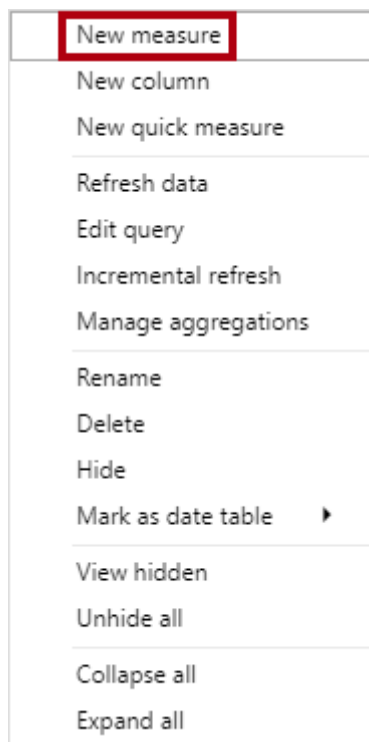 New measure
New column
New quick measure
Refresh data
Edit query
Incremental refresh
Manage aggregations
Rename
Delete
Hide
Mark as date table
View hidden
Unhide all
Collapse all
Expand all